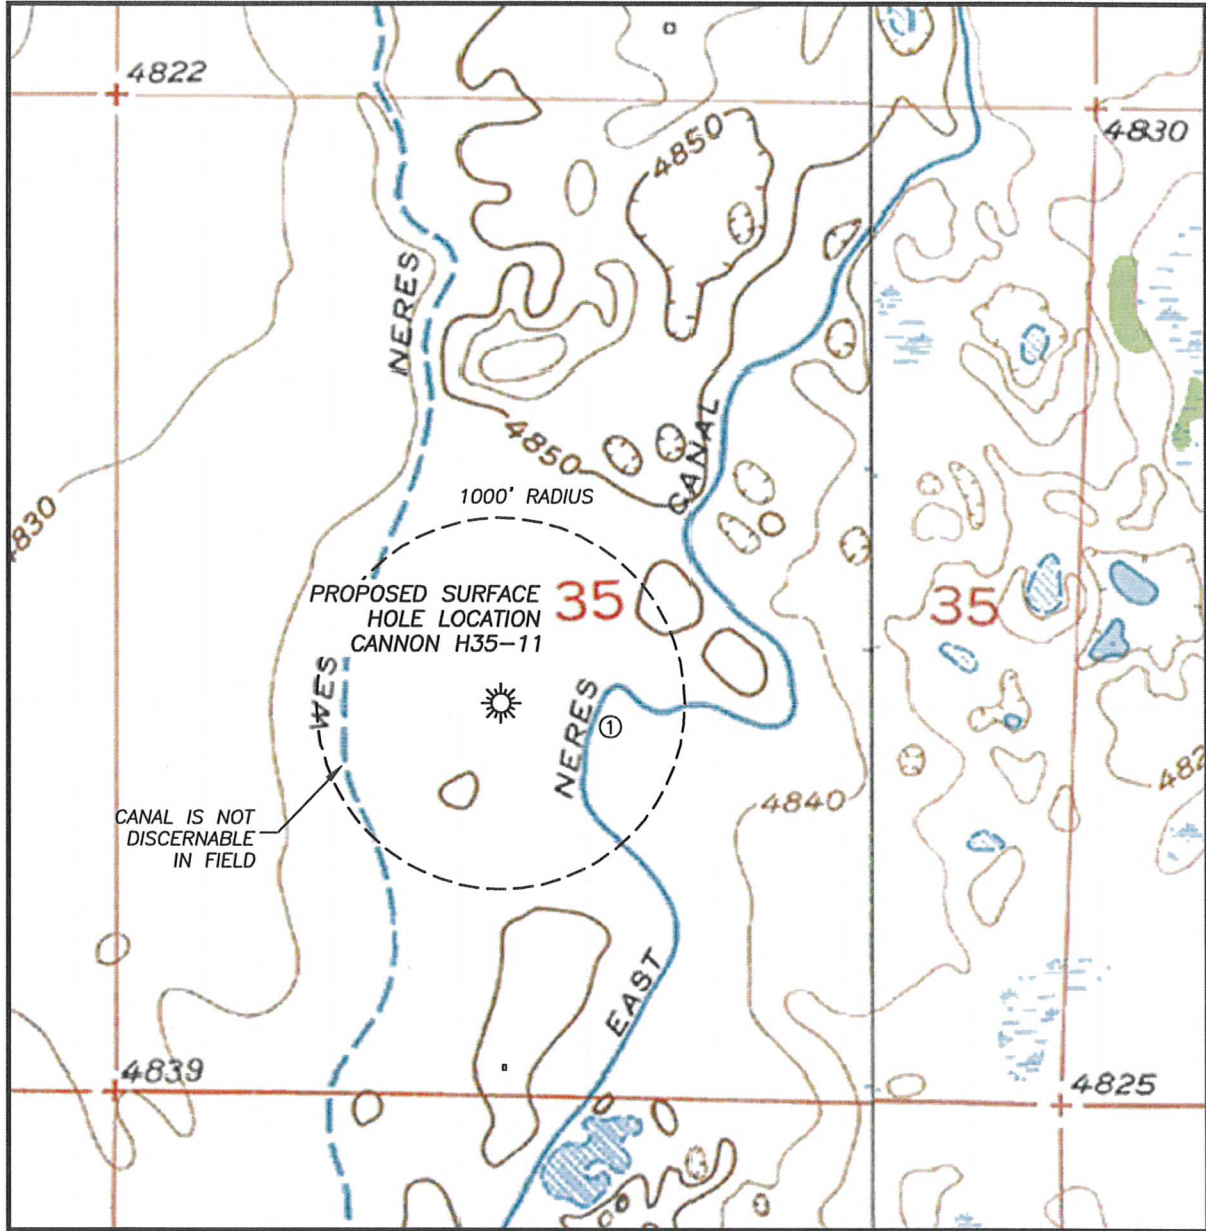 4822
4830
4850
NERES
CANAL
4850
4830
1000' RADIUS
PROPOSED SURFACE
HOLE LOCATION
CANNON H35-11
35
35
WES
NERES
1
4840
CANAL IS NOT
DISCERNABLE
IN FIELD
EAST
4839
4825